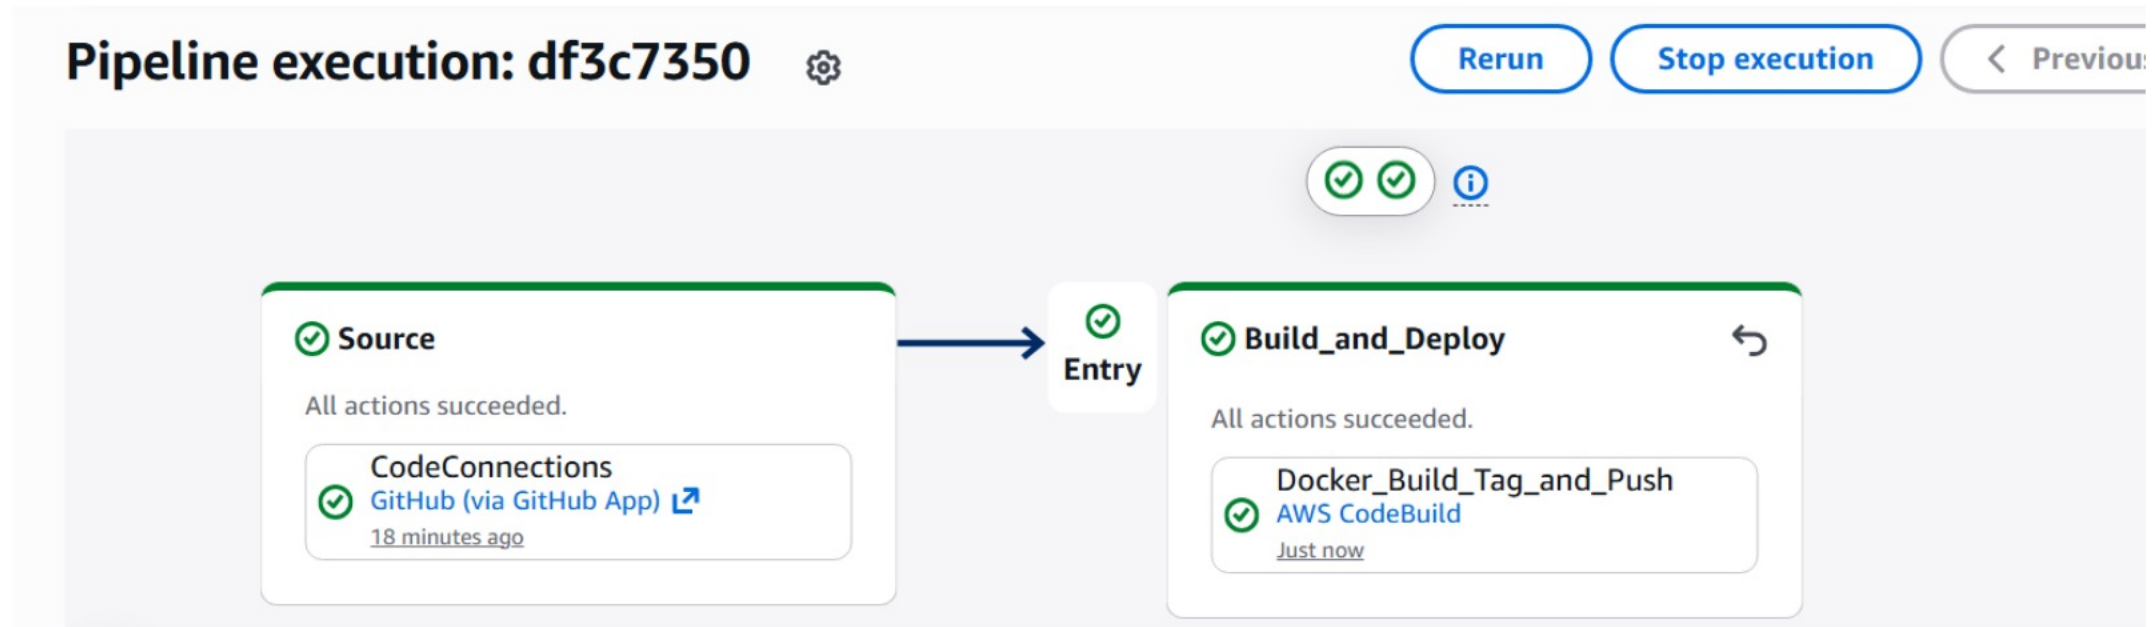 Pipeline execution: df3c7350
Rerun
Stop execution
Previous
Source
All actions succeeded.
CodeConnections
GitHub (via GitHub App)
18 minutes ago
Entry
Build_and_Deploy
All actions succeeded.
Docker_Build_Tag_and_Push
AWS CodeBuild
Just now